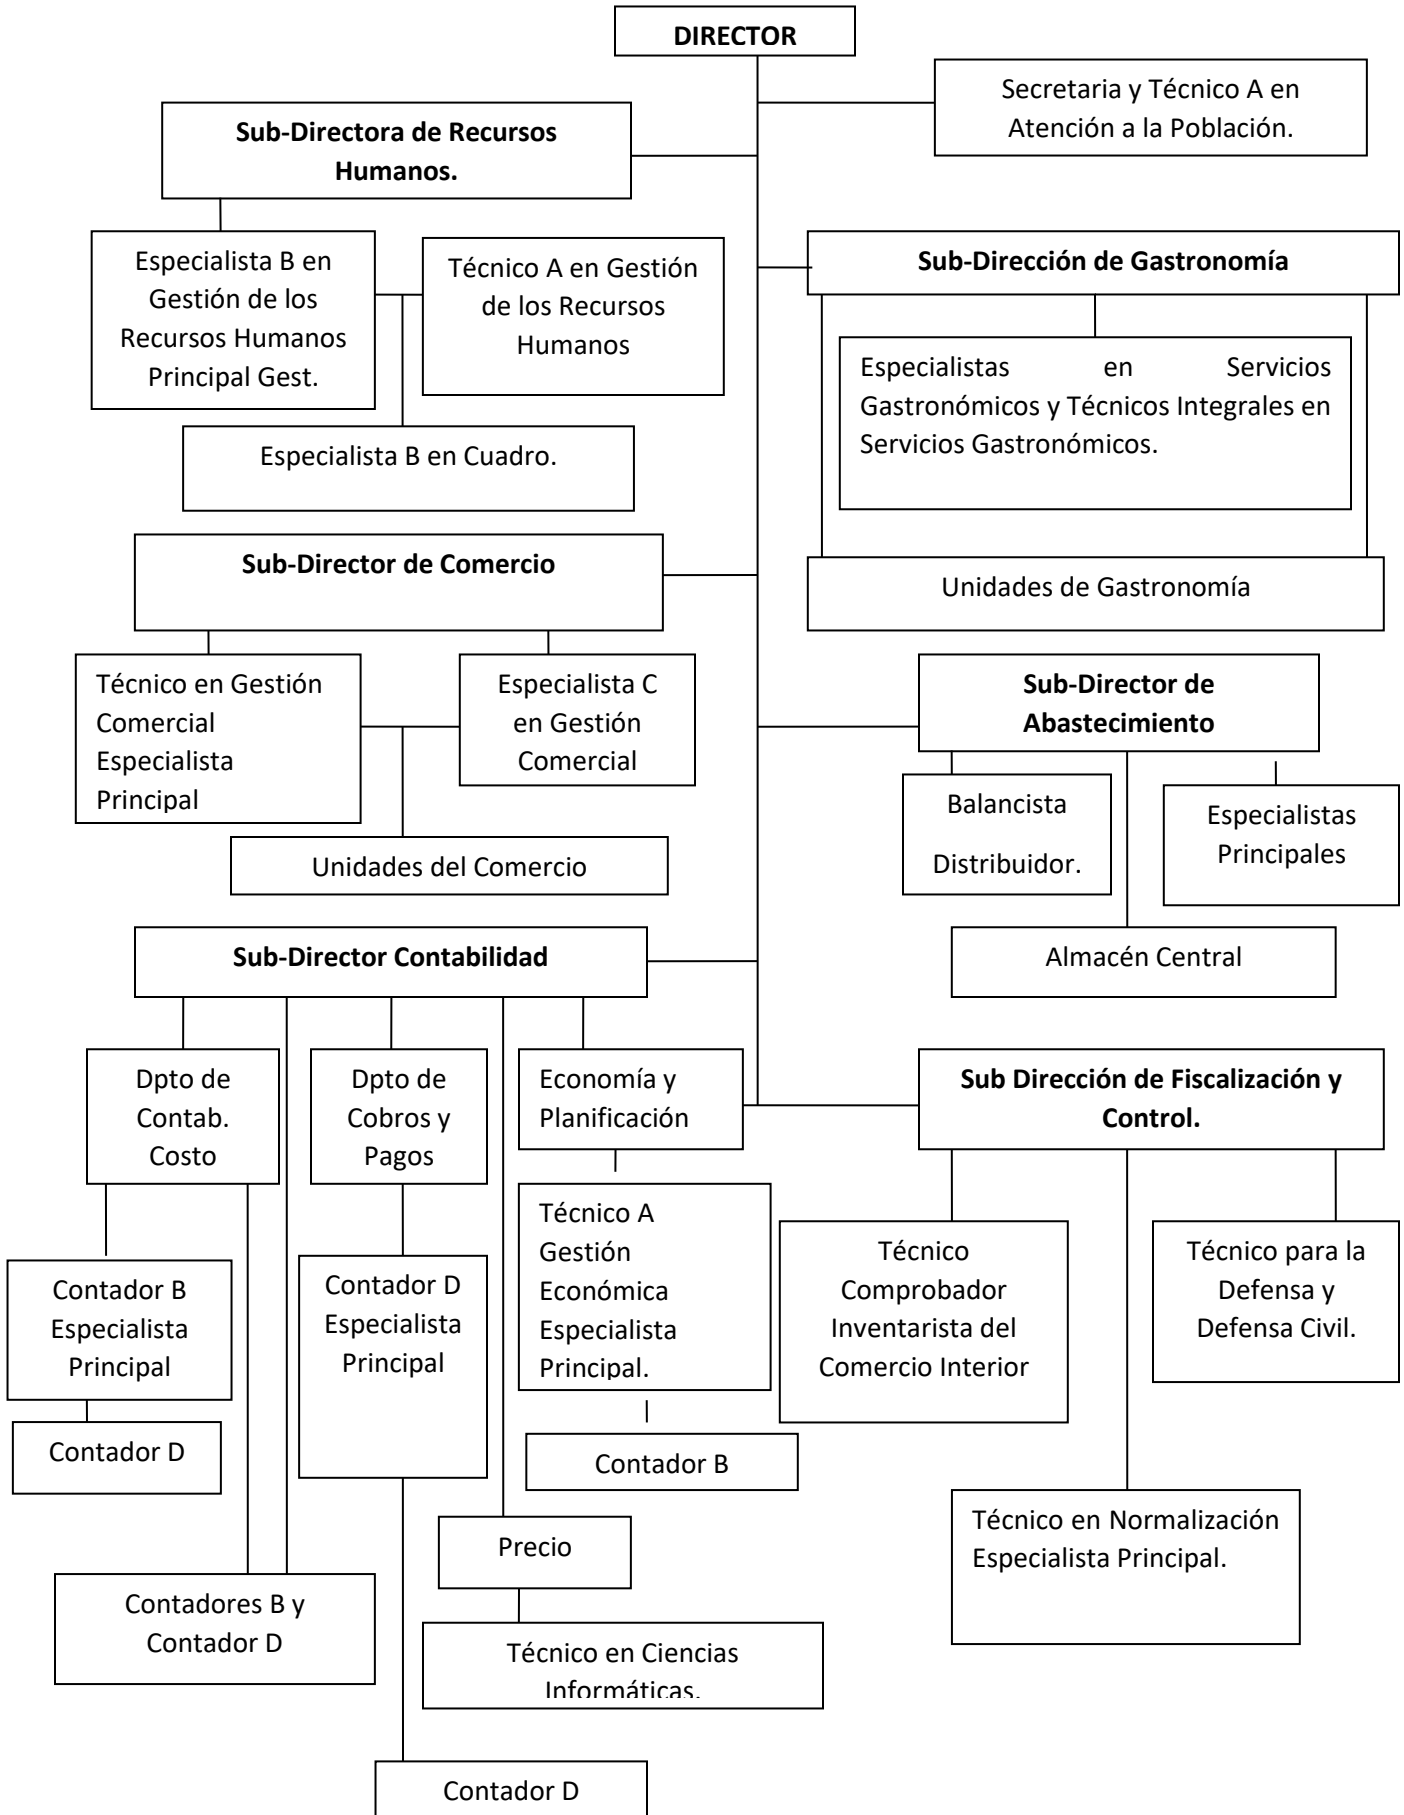 DIRECTOR
Secretaria y Técnico A en
Atención a la Población.
Sub-Directora de Recursos
Humanos.
Especialista B en
Gestión de los
Recursos Humanos
Principal Gest.
Técnico A en Gestión
de los Recursos
Humanos
Especialista B en Cuadro.
Sub-Dirección de Gastronomía
Especialistas en Servicios
Gastronómicos y Técnicos Integrales en
Servicios Gastronómicos.
Unidades de Gastronomía
Sub-Director de Comercio
Técnico en Gestión
Comercial
Especialista
Principal
Especialista C
en Gestión
Comercial
Unidades del Comercio
Sub-Director de
Abastecimiento
Balancista
Distribuidor.
Especialistas
Principales
Almacén Central
Sub-Director Contabilidad
Dpto de
Contab.
Costo
Dpto de
Cobros y
Pagos
Economía y
Planificación
Sub Dirección de Fiscalización y
Control.
Contador B
Especialista
Principal
Contador D
Contador D
Especialista
Principal
Técnico A
Gestión
Económica
Especialista
Principal.
Contador B
Técnico
Comprobador
Inventarista del
Comercio Interior
Técnico para la
Defensa y
Defensa Civil.
Técnico en Normalización
Especialista Principal.
Precio
Contadores B y
Contador D
Técnico en Ciencias
Informáticas.
Contador D